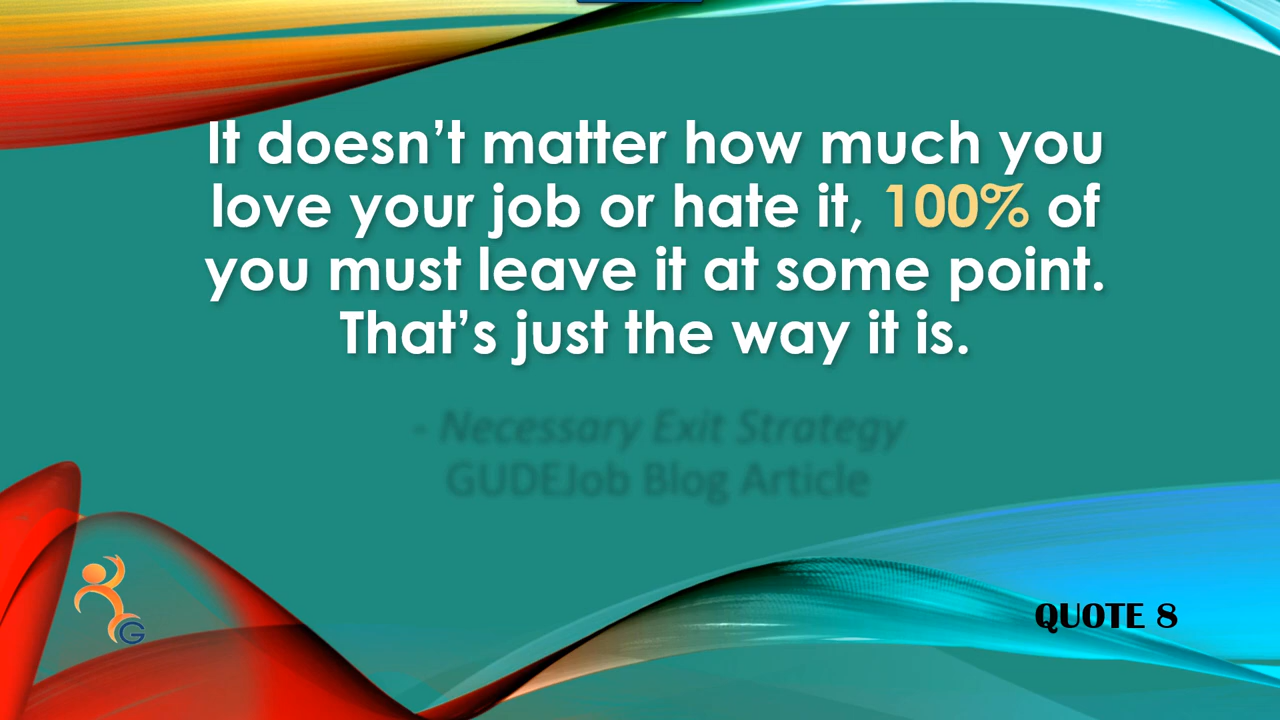 It doesn’t matter how much you
love your job or hate it, 100% of
you must leave it at some point.
That’s just the way it is.
- Necessary Exit Strategy
GUDEJob Blog Article
G
QUOTE 8